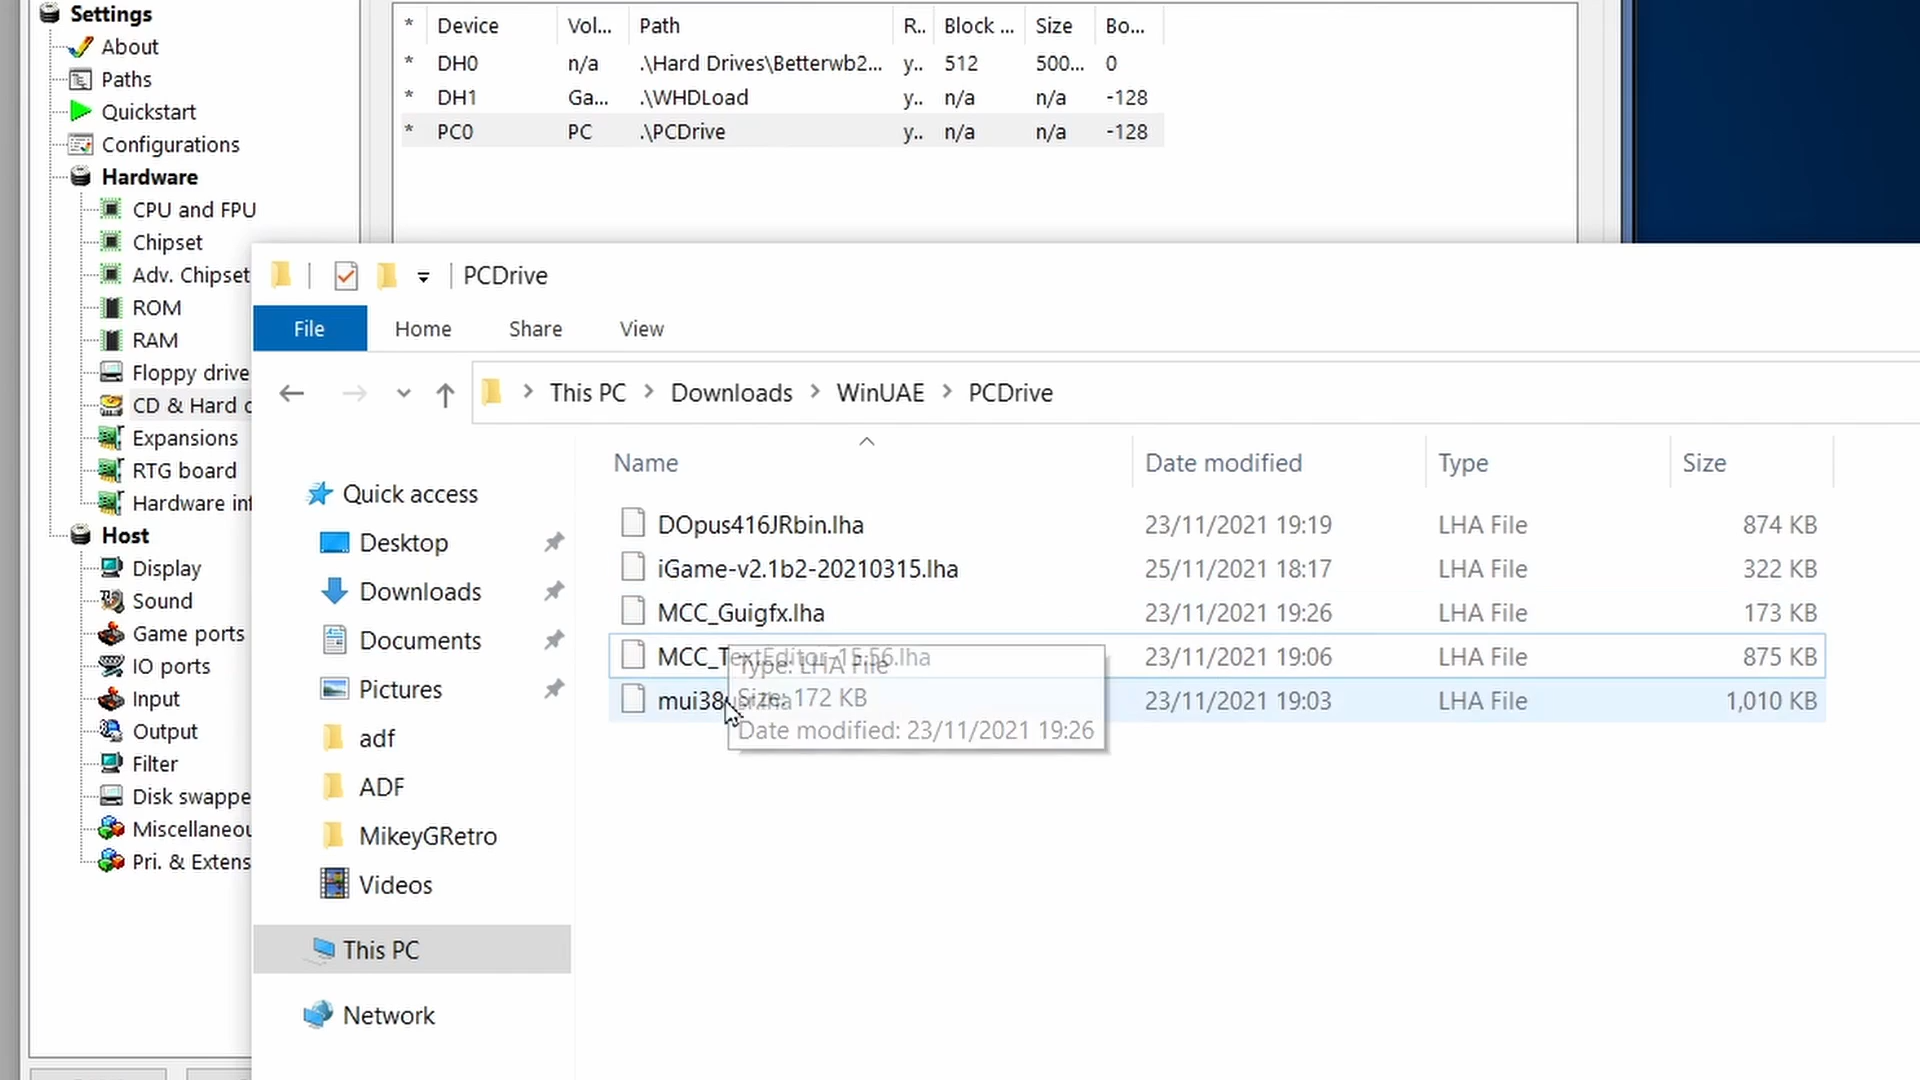 Settings
About
Paths
Quickstart
Configurations
Hardware
CPU and FPU
Chipset
Adv. Chipset
ROM
RAM
Floppy drive
CD & Hard
Expansions
RTG board
Hardware inf
Host
Display
Sound
Game ports
IO ports
Input
Output
Filter
Disk swappe
Miscellaneou
Pri. & Extens
* Device Vol... Path R.. Block ... Size Bo...
* DH0 n/a .\Hard Drives\Betterwb2... y.. 512 500... 0
* DH1 Ga... .\WHDLoad y.. n/a n/a -128
* PC0 PC .\PCDrive y.. n/a n/a -128
PCDrive
File Home Share View
This PC > Downloads > WinUAE > PCDrive
Quick access
Desktop
Downloads
Documents
Pictures
adf
ADF
MikeyGRetro
Videos
This PC
Network
Name Date modified Type Size
DOpus416JRbin.lha 23/11/2021 19:19 LHA File 874 KB
iGame-v2.1b2-20210315.lha 25/11/2021 18:17 LHA File 322 KB
MCC_Guigfx.lha 23/11/2021 19:26 LHA File 173 KB
MCC_TextEditor-15.56.lha 23/11/2021 19:06 LHA File 875 KB
mui38 23/11/2021 19:03 LHA File 1,010 KB
Type: LHA File
Size: 172 KB
Date modified: 23/11/2021 19:26